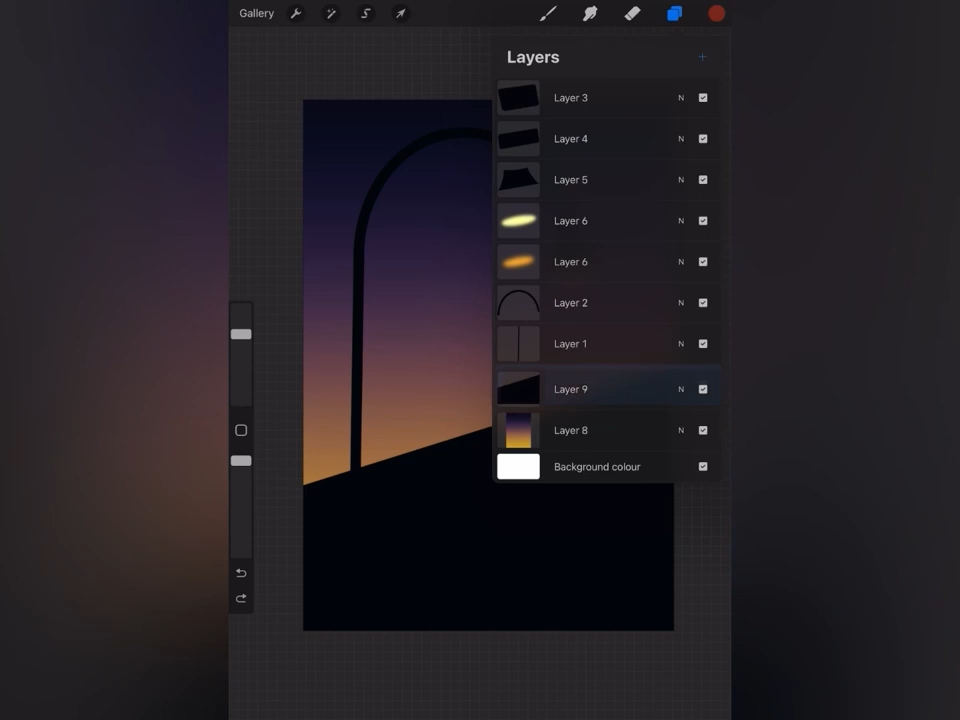 Gallery
Layers
Layer 3 N
Layer 4 N
Layer 5 N
Layer 6 N
Layer 6 N
Layer 2 N
Layer 1 N
Layer 9 N
Layer 8 N
Background colour